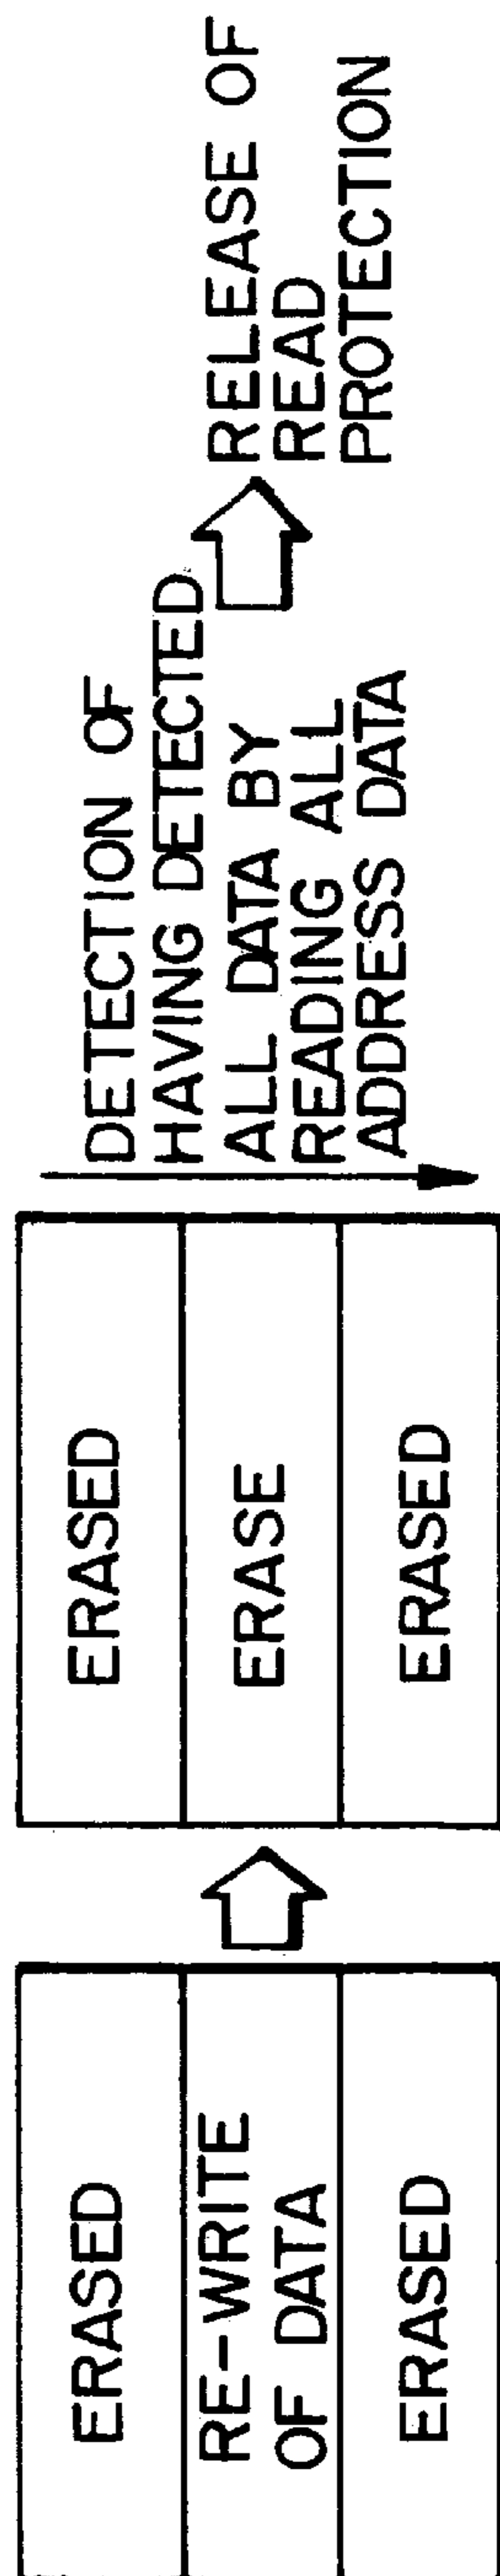 ERASED
RE-WRITE
OF DATA
ERASED
ERASED
ERASE
ERASED
DETECTION OF
HAVING DETECTED
ALL DATA BY
READING ALL
ADDRESS DATA
RELEASE OF
READ
PROTECTION